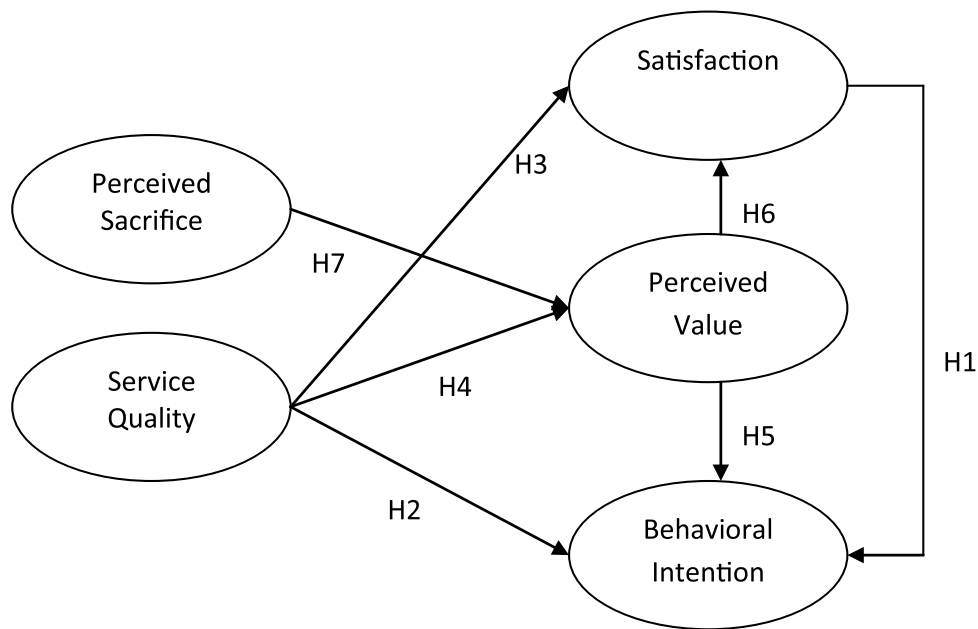 Satisfaction
H3
Perceived
Sacrifice
H7
H6
Perceived
Value
H1
Service
Quality
H4
H5
H2
Behavioral
Intention